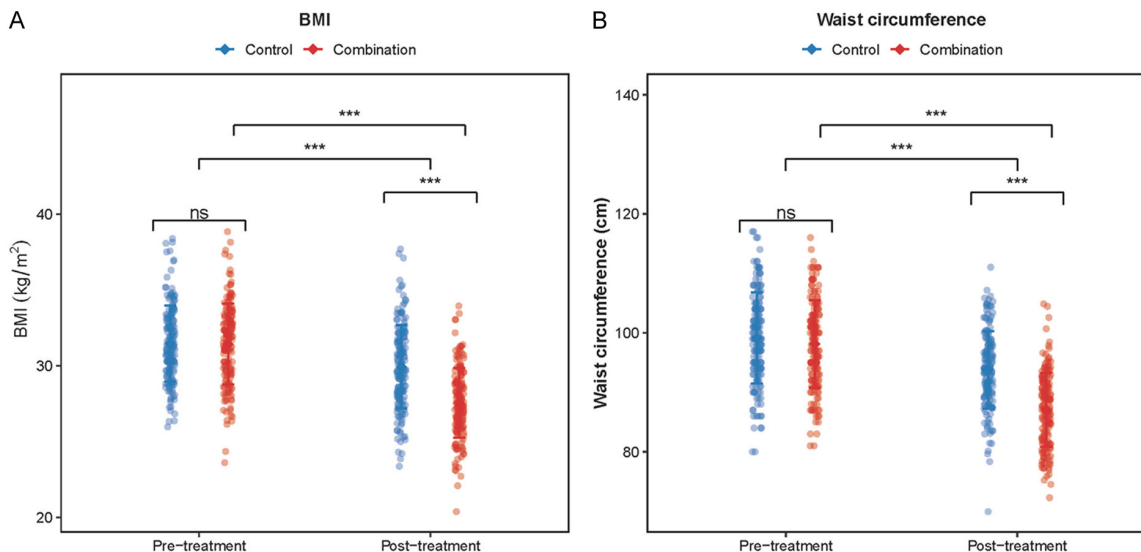 A
BMI
Control Combination
***
***
***
ns
BMI (kg/m²)
40
30
20
Pre-treatment Post-treatment
B
Waist circumference
Control Combination
***
***
***
ns
Waist circumference (cm)
140
120
100
80
Pre-treatment Post-treatment